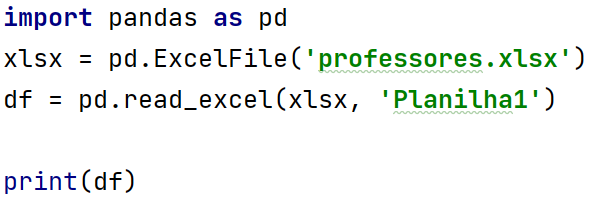 import pandas as pd
xlsx = pd.ExcelFile('professores.xlsx')
df = pd.read_excel(xlsx, 'Planilha1')
print(df)